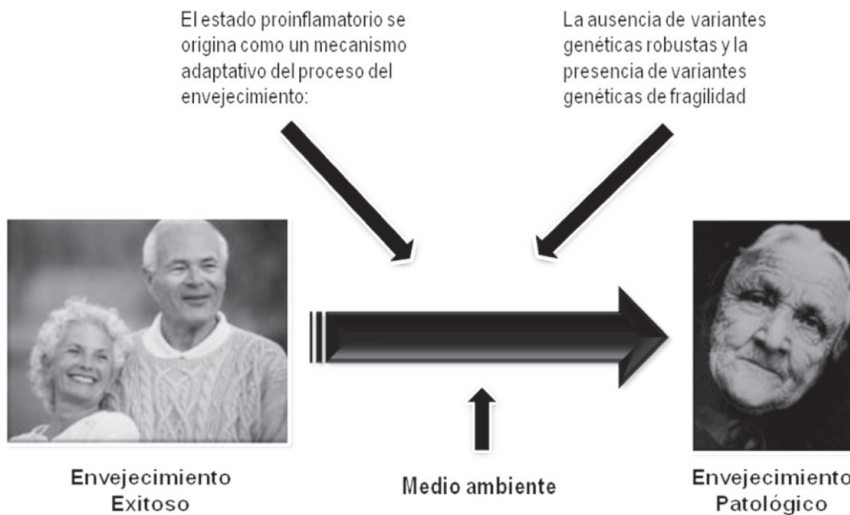 El estado proinflamatorio se
origina como un mecanismo
adaptativo del proceso del
envejecimiento:
La ausencia de variantes
genéticas robustas y la
presencia de variantes
genéticas de fragilidad
Envejecimiento
Exitoso
Medio ambiente
Envejecimiento
Patológico